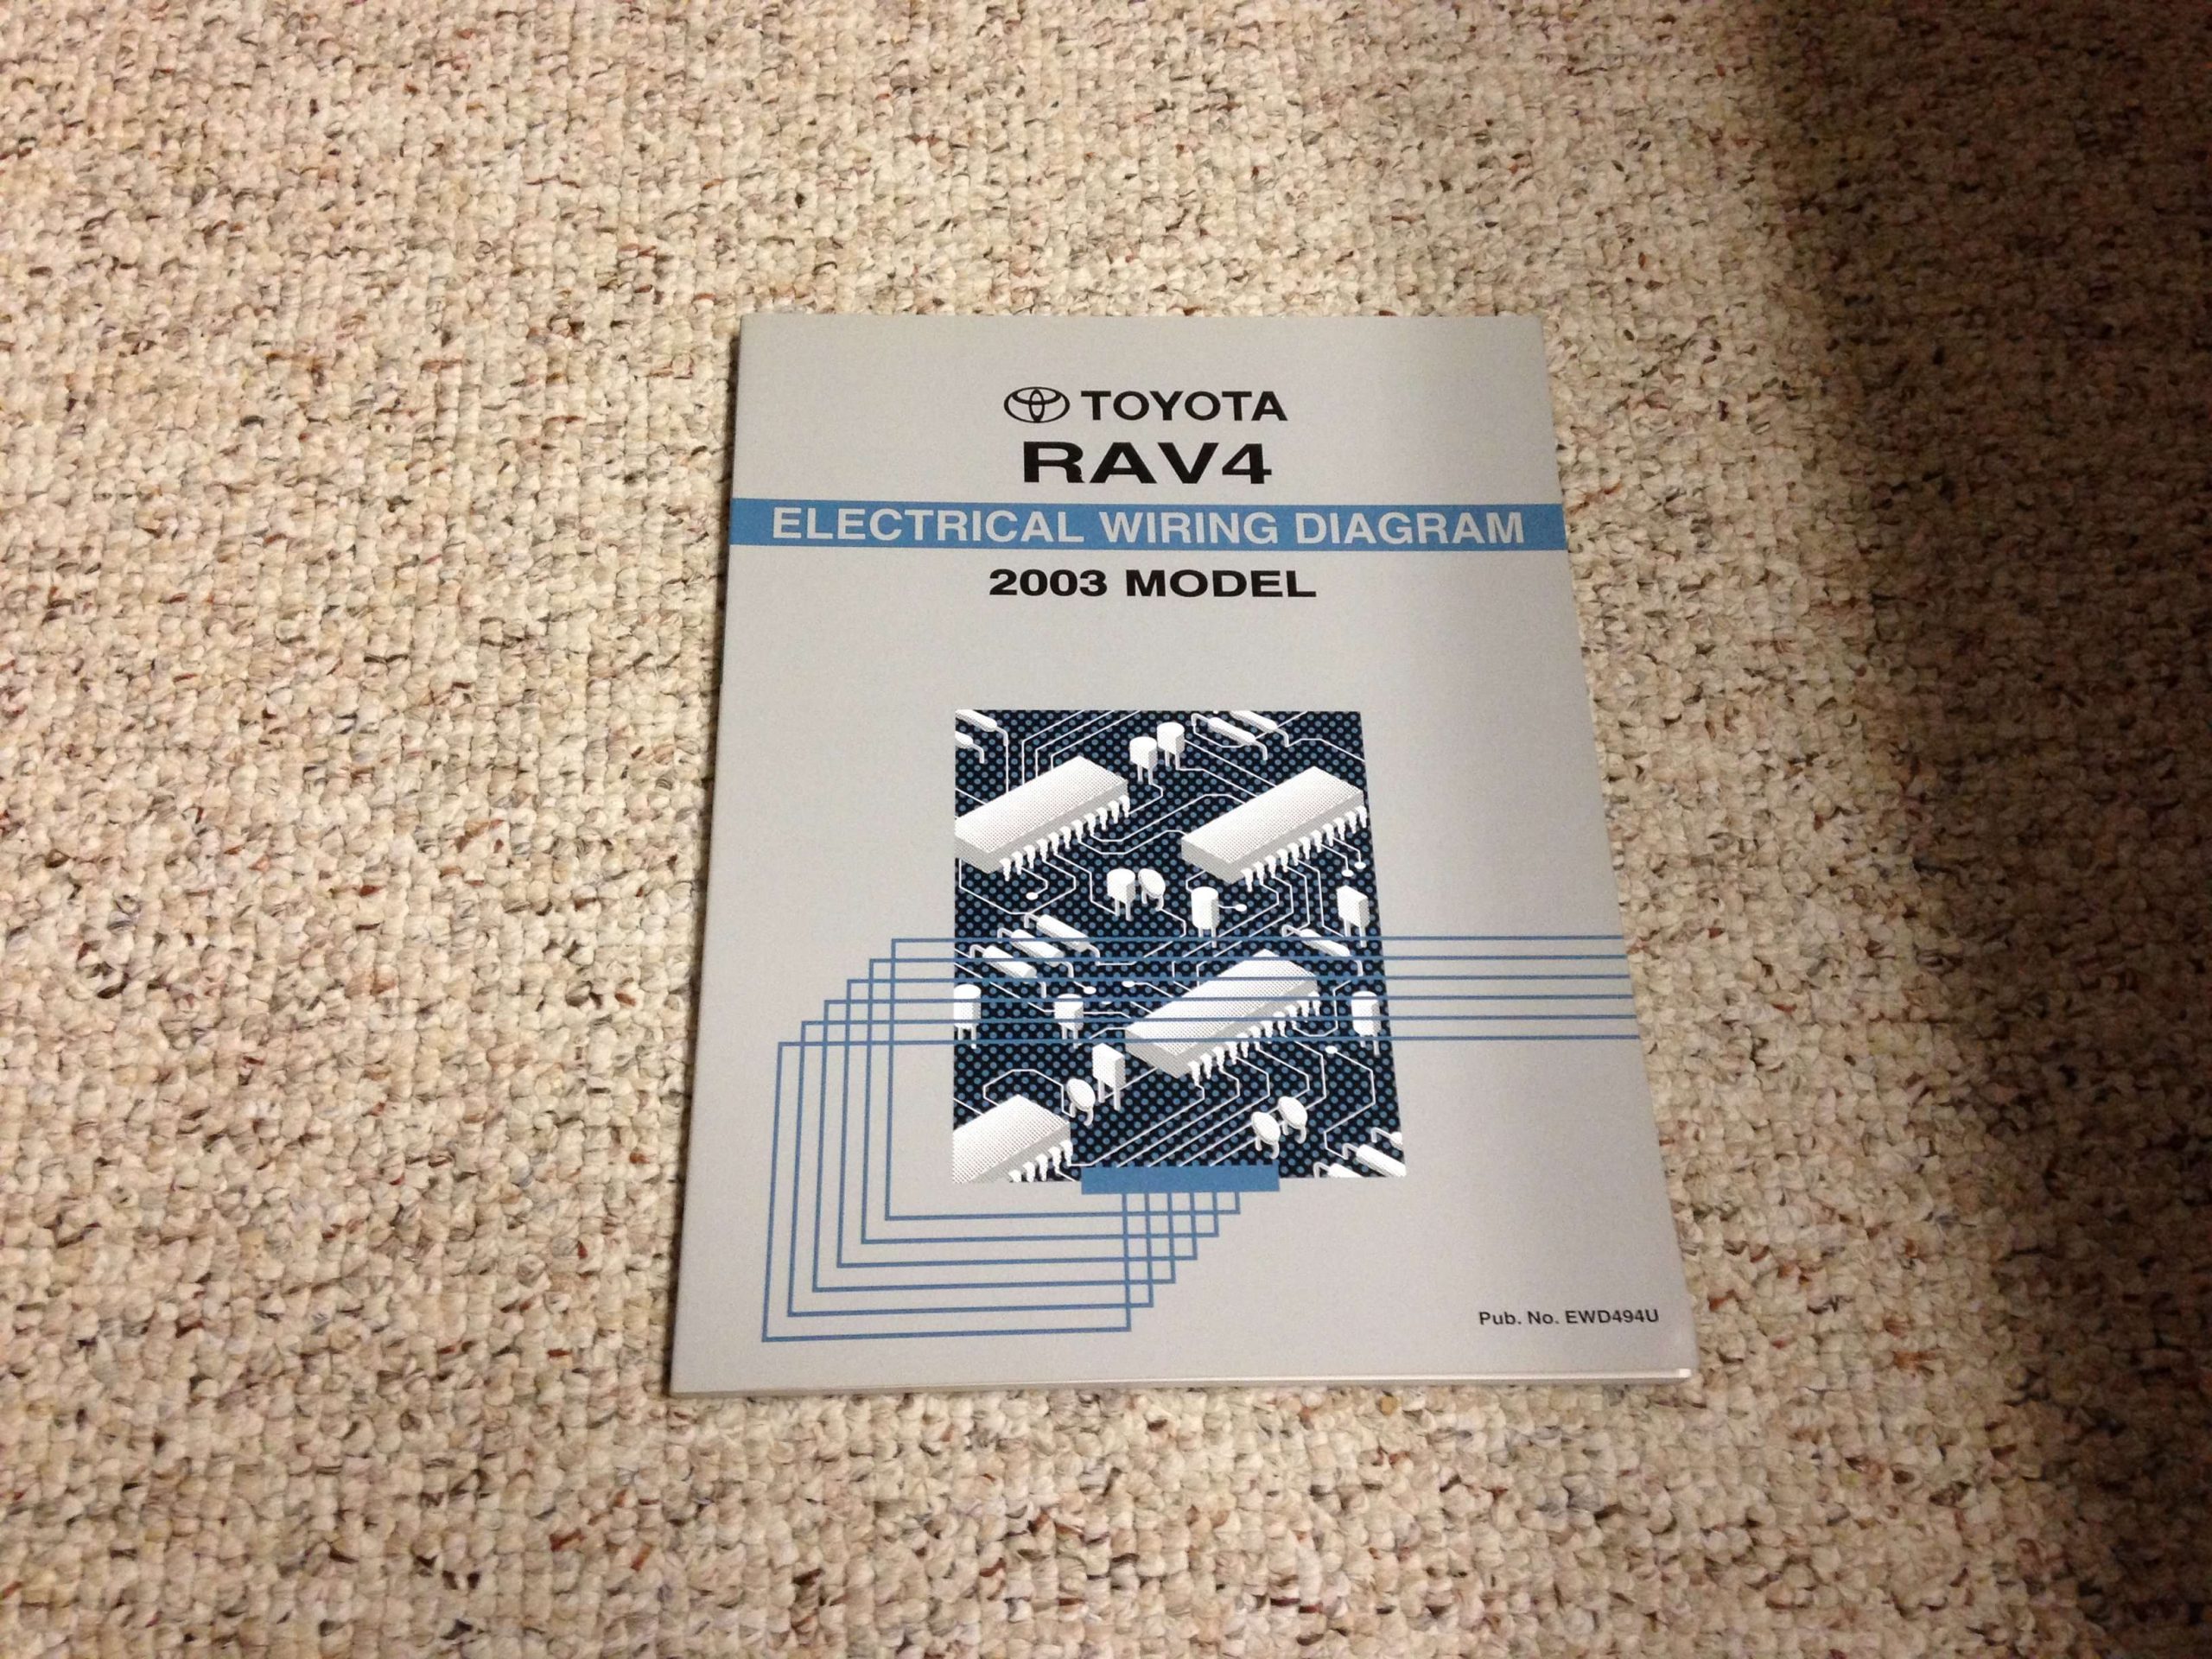 TOYOTA
RAV4
ELECTRICAL WIRING DIAGRAM
2003 MODEL
Pub. No. EWD494U